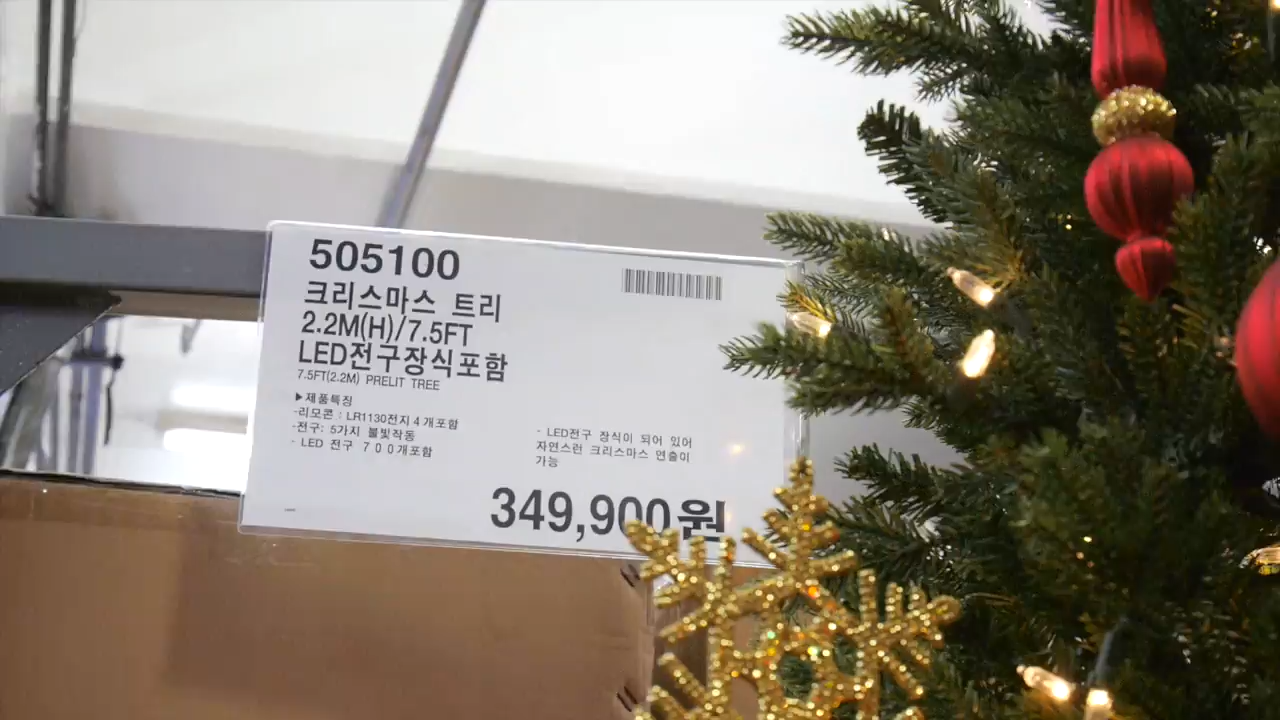 505100
크리스마스 트리
2.2M(H)/7.5FT
LED전구장식포함
7.5FT(2.2M) PRELIT TREE
▶제품특징
-리모콘 : LR1130전지 4개포함
-전구: 5가지 불빛작동
- LED 전구 700개포함
- LED전구 장식이 되어 있어
자연스런 크리스마스 연출이
가능
349,900원